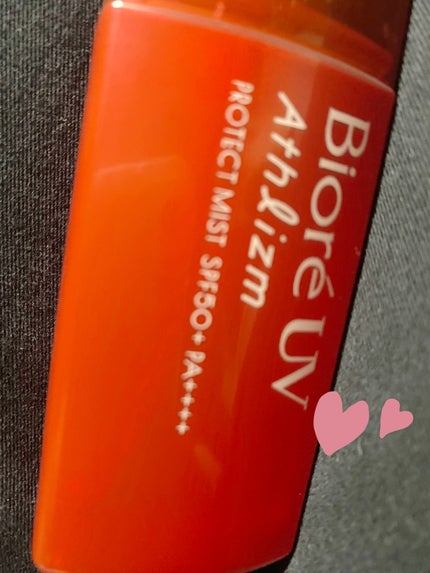 Bioré UV
Athlizm
PROTECT MIST SPF50+ PA++++